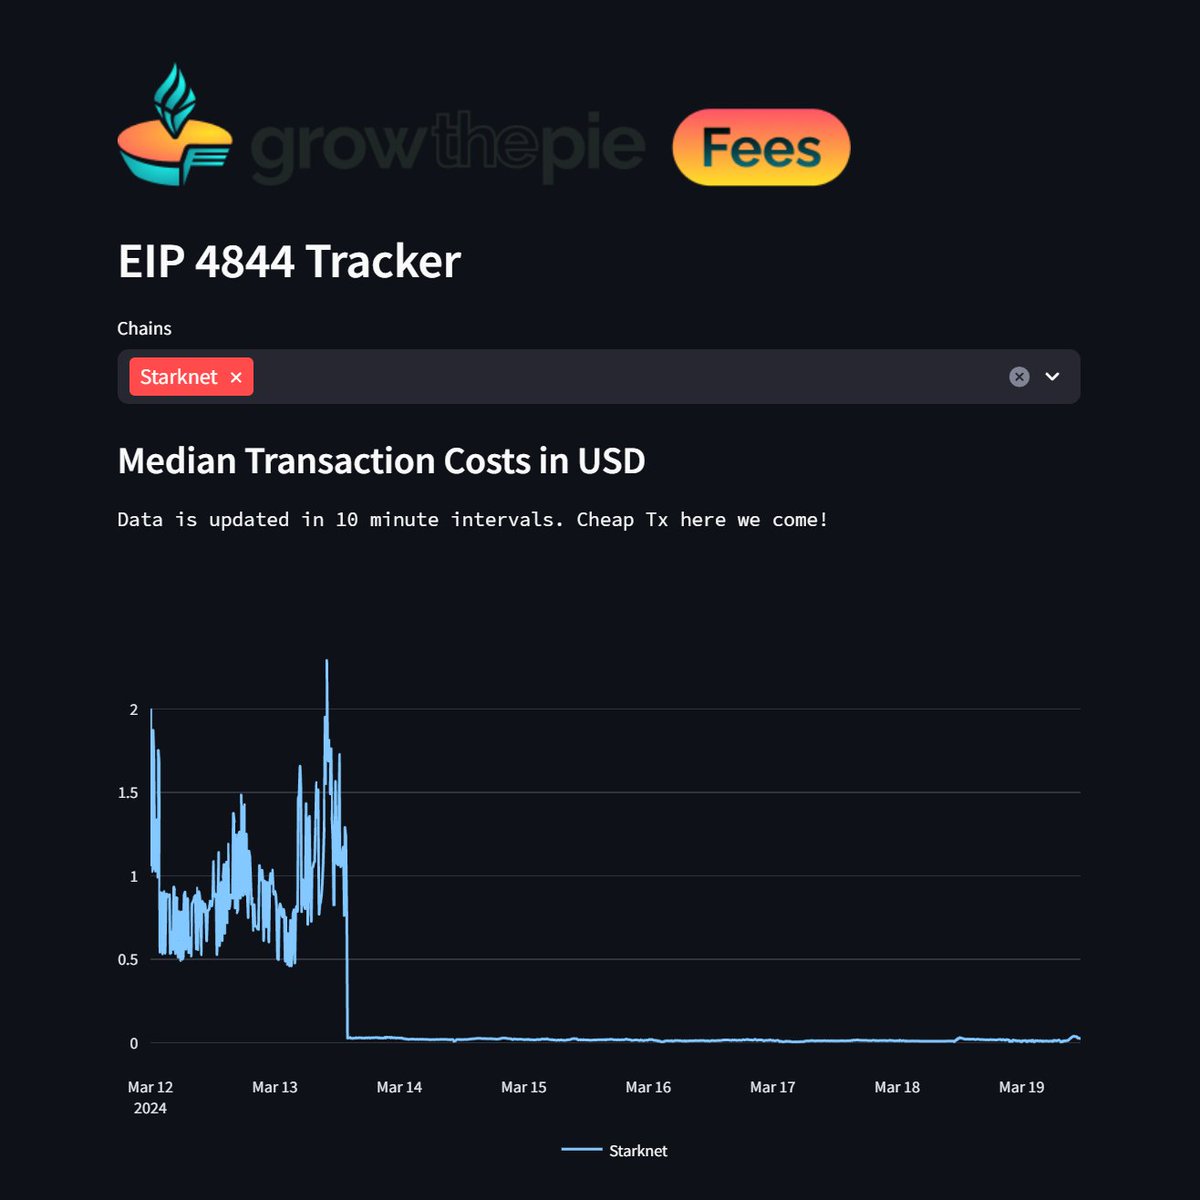 growthepie Fees
EIP 4844 Tracker
Chains
Starknet ×
Median Transaction Costs in USD
Data is updated in 10 minute intervals. Cheap Tx here we come!
2
1.5
1
0.5
0
Mar 12 Mar 13 Mar 14 Mar 15 Mar 16 Mar 17 Mar 18 Mar 19
2024
Starknet